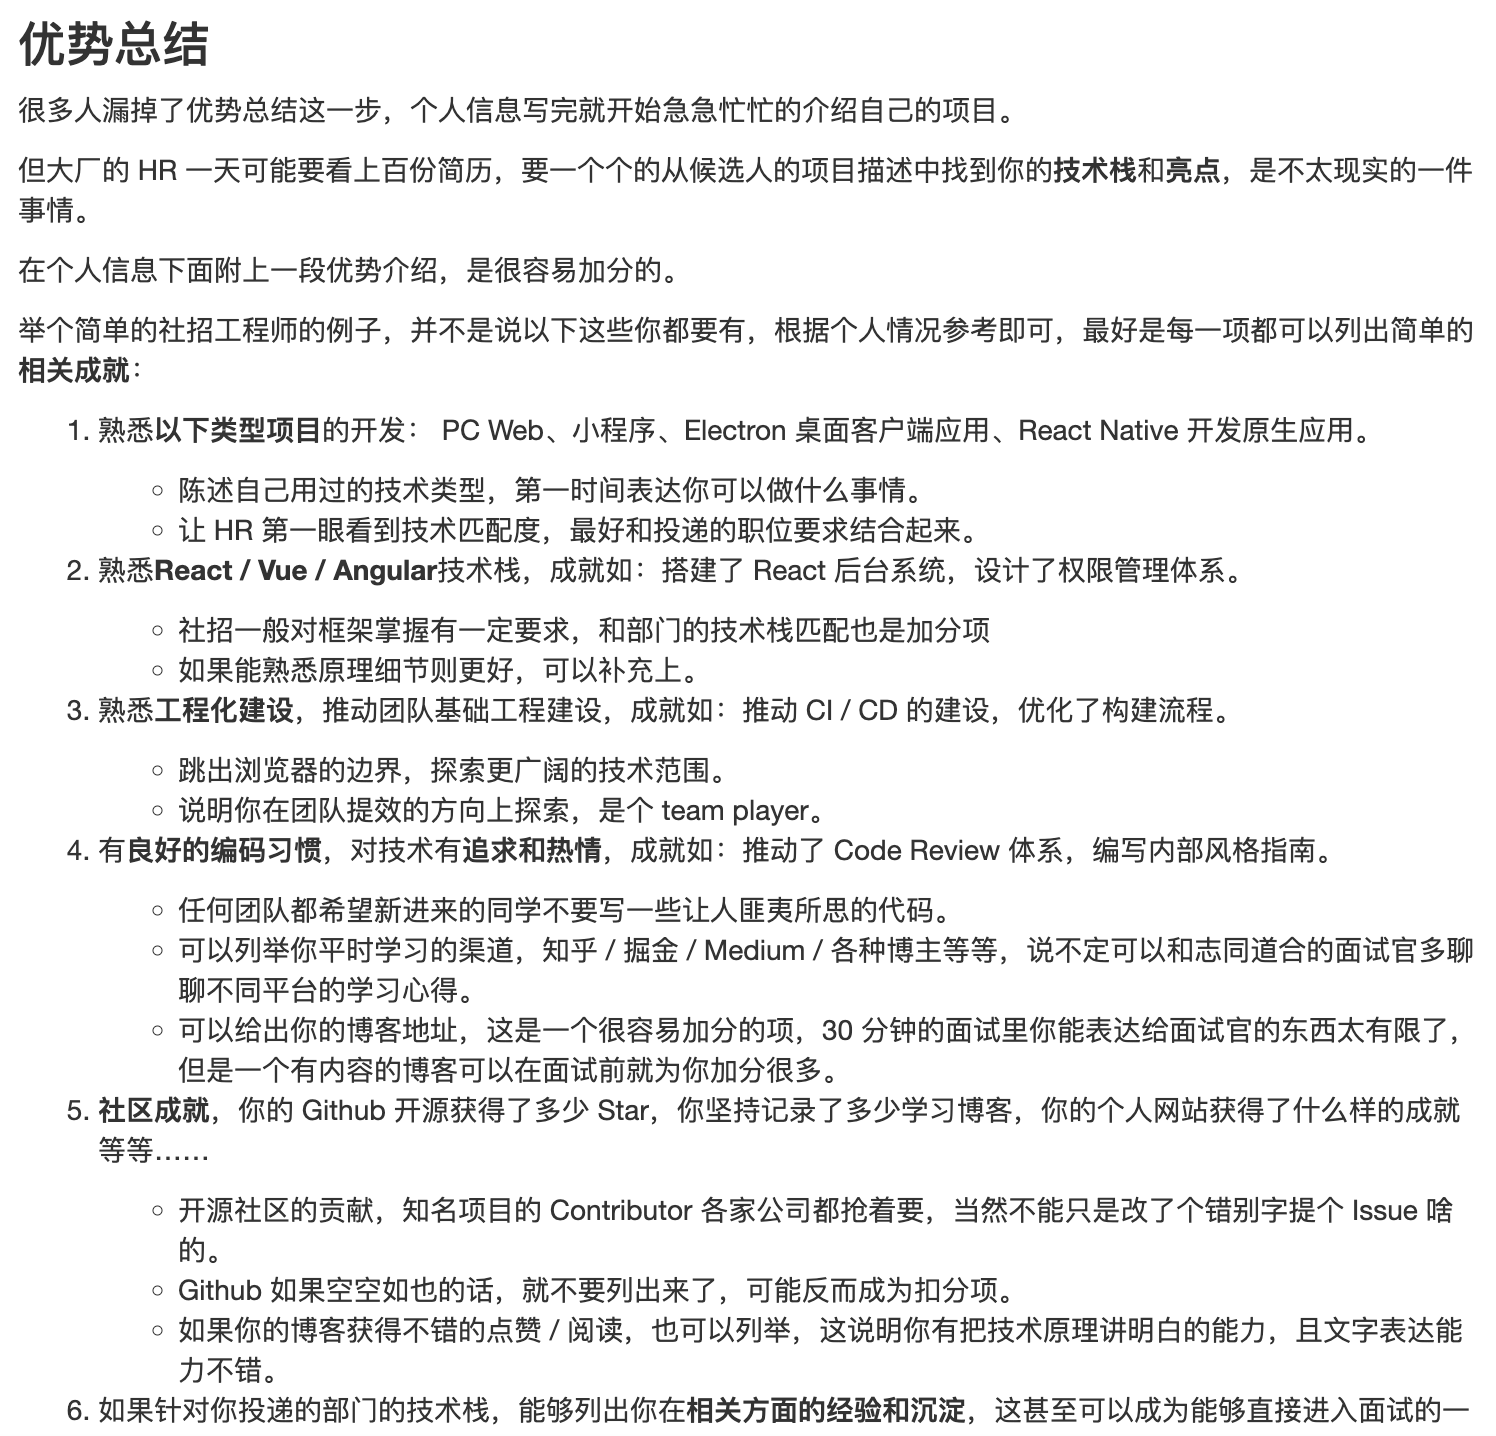 优势总结
很多人漏掉了优势总结这一步，个人信息写完就开始急急忙忙的介绍自己的项目。
但大厂的 HR 一天可能要看上百份简历，要一个个的从候选人的项目描述中找到你的技术栈和亮点，是不太现实的一件
事情。
在个人信息下面附上一段优势介绍，是很容易加分的。
举个简单的社招工程师的例子，并不是说以下这些你都要有，根据个人情况参考即可，最好是每一项都可以列出简单的
相关成就：
1. 熟悉以下类型项目的开发： PC Web、小程序、Electron 桌面客户端应用、React Native 开发原生应用。
◦ 陈述自己用过的技术类型，第一时间表达你可以做什么事情。
◦ 让 HR 第一眼看到技术匹配度，最好和投递的职位要求结合起来。
2. 熟悉React / Vue / Angular技术栈，成就如：搭建了 React 后台系统，设计了权限管理体系。
◦ 社招一般对框架掌握有一定要求，和部门的技术栈匹配也是加分项
◦ 如果能熟悉原理细节则更好，可以补充上。
3. 熟悉工程化建设，推动团队基础工程建设，成就如：推动 CI / CD 的建设，优化了构建流程。
◦ 跳出浏览器的边界，探索更广阔的技术范围。
◦ 说明你在团队提效的方向上探索，是个 team player。
4. 有良好的编码习惯，对技术有追求和热情，成就如：推动了 Code Review 体系，编写内部风格指南。
◦ 任何团队都希望新进来的同学不要写一些让人匪夷所思的代码。
◦ 可以列举你平时学习的渠道，知乎 / 掘金 / Medium / 各种博主等等，说不定可以和志同道合的面试官多聊
聊不同平台的学习心得。
◦ 可以给出你的博客地址，这是一个很容易加分的项，30 分钟的面试里你能表达给面试官的东西太有限了，
但是一个有内容的博客可以在面试前就为你加分很多。
5. 社区成就，你的 Github 开源获得了多少 Star，你坚持记录了多少学习博客，你的个人网站获得了什么样的成就
等等……
◦ 开源社区的贡献，知名项目的 Contributor 各家公司都抢着要，当然不能只是改了个错别字提个 Issue 啥
的。
◦ Github 如果空空如也的话，就不要列出来了，可能反而成为扣分项。
◦ 如果你的博客获得不错的点赞 / 阅读，也可以列举，这说明你有把技术原理讲明白的能力，且文字表达能
力不错。
6. 如果针对你投递的部门的技术栈，能够列出你在相关方面的经验和沉淀，这甚至可以成为能够直接进入面试的一